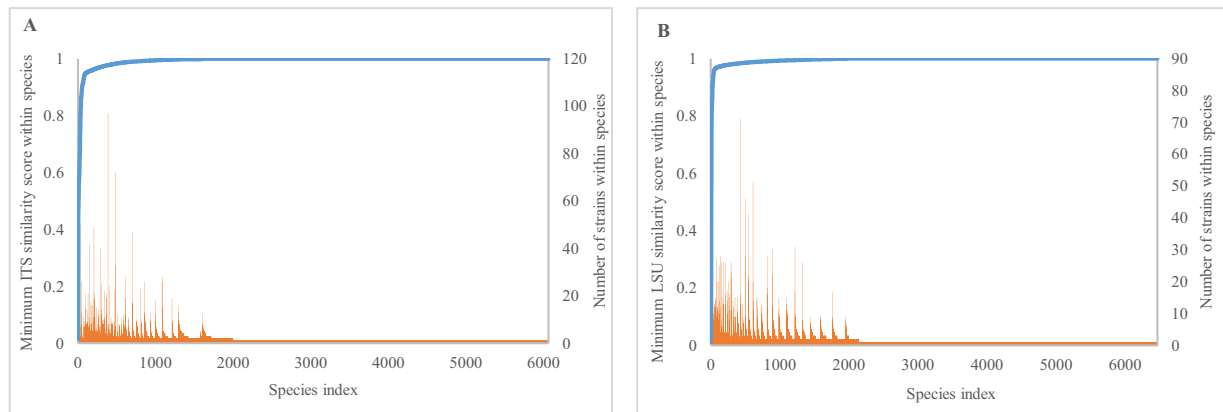 A
Minimum ITS similarity score within species
1
0.8
0.6
0.4
0.2
0
120
100
80
60
40
20
0
Number of strains within species
0 1000 2000 3000 4000 5000 6000
Species index
B
Minimum LSU similarity score within species
1
0.8
0.6
0.4
0.2
0
90
80
70
60
50
40
30
20
10
0
Number of strains within species
0 1000 2000 3000 4000 5000 6000
Species index